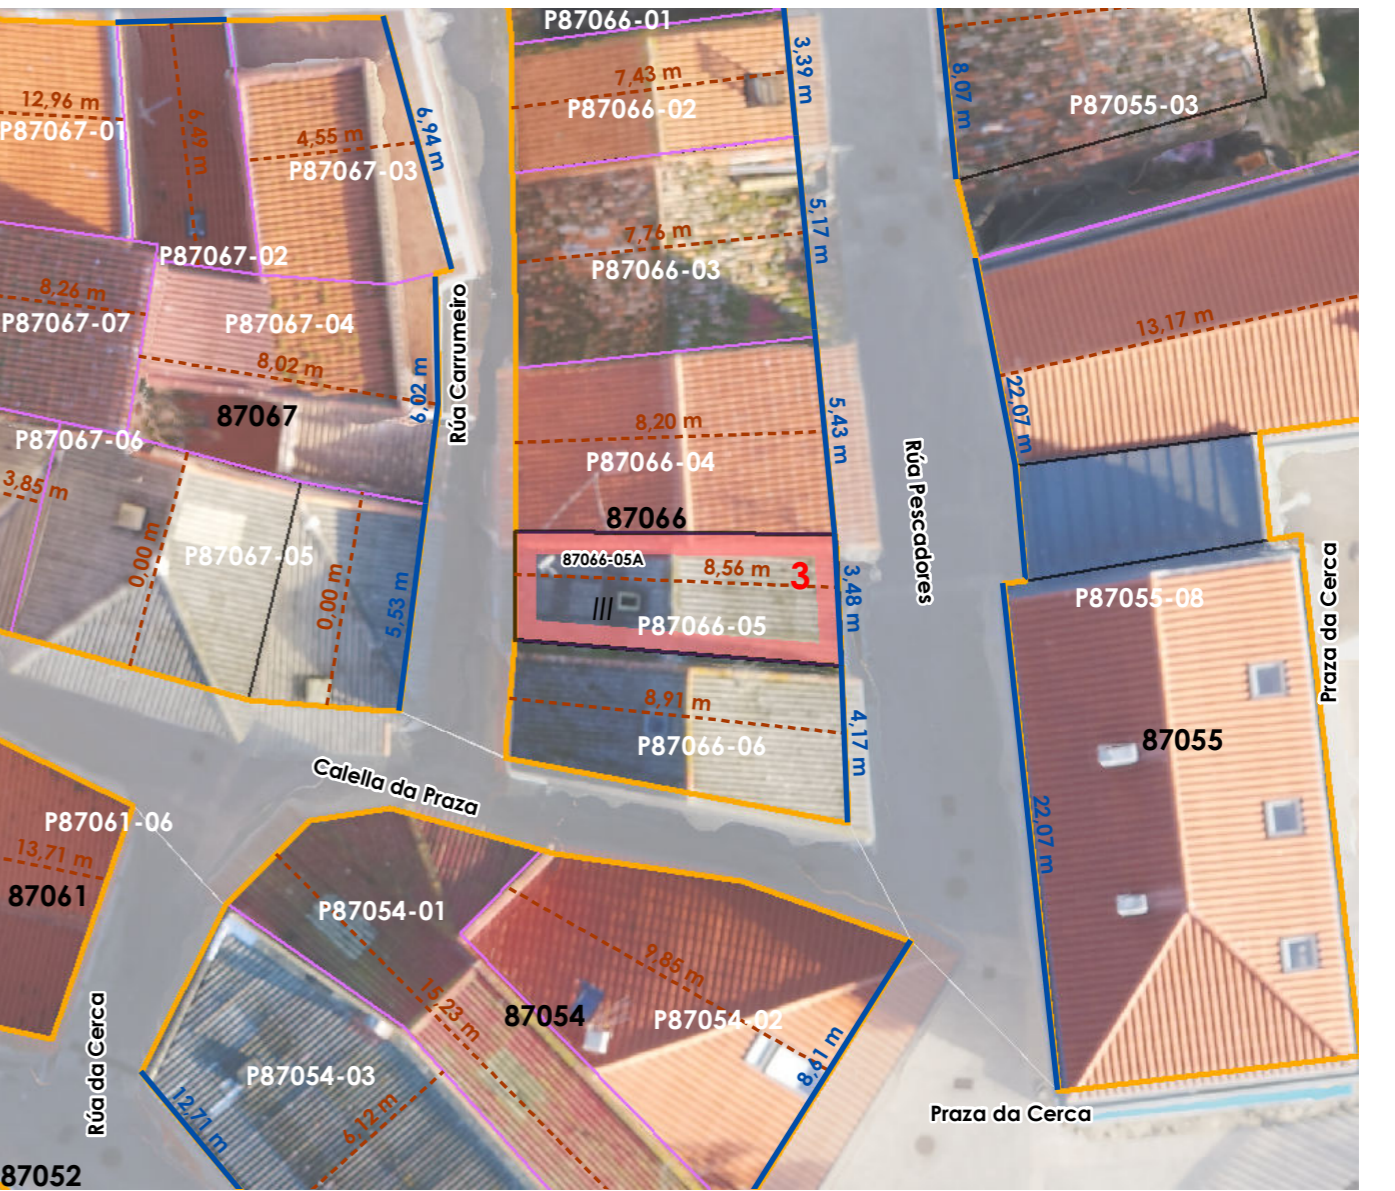 P87066-01
3,39 m
8,07 m
7,43 m
P87066-02
P87055-03
12,96 m
P87067-01
6,49 m
4,55 m
P87067-03
6,94 m
5,17 m
7,76 m
P87066-03
P87067-02
8,26 m
P87067-07
P87067-04
8,02 m
6,02 m
Rúa Carrumeiro
13,17 m
22,07 m
87067
P87067-06
8,20 m
P87066-04
5,43 m
Rúa Pescadores
3,85 m
87066
0,00 m
P87067-05
0,00 m
5,53 m
87066-05A
8,56 m
3
III
P87066-05
3,48 m
P87055-08
Praza da Cerca
8,91 m
P87066-06
4,17 m
87055
Calella da Praza
22,07 m
P87061-06
13,71 m
87061
P87054-01
9,85 m
15,23 m
87054
P87054-02
8,61 m
Rúa da Cerca
P87054-03
12,71 m
6,12 m
Praza da Cerca
87052